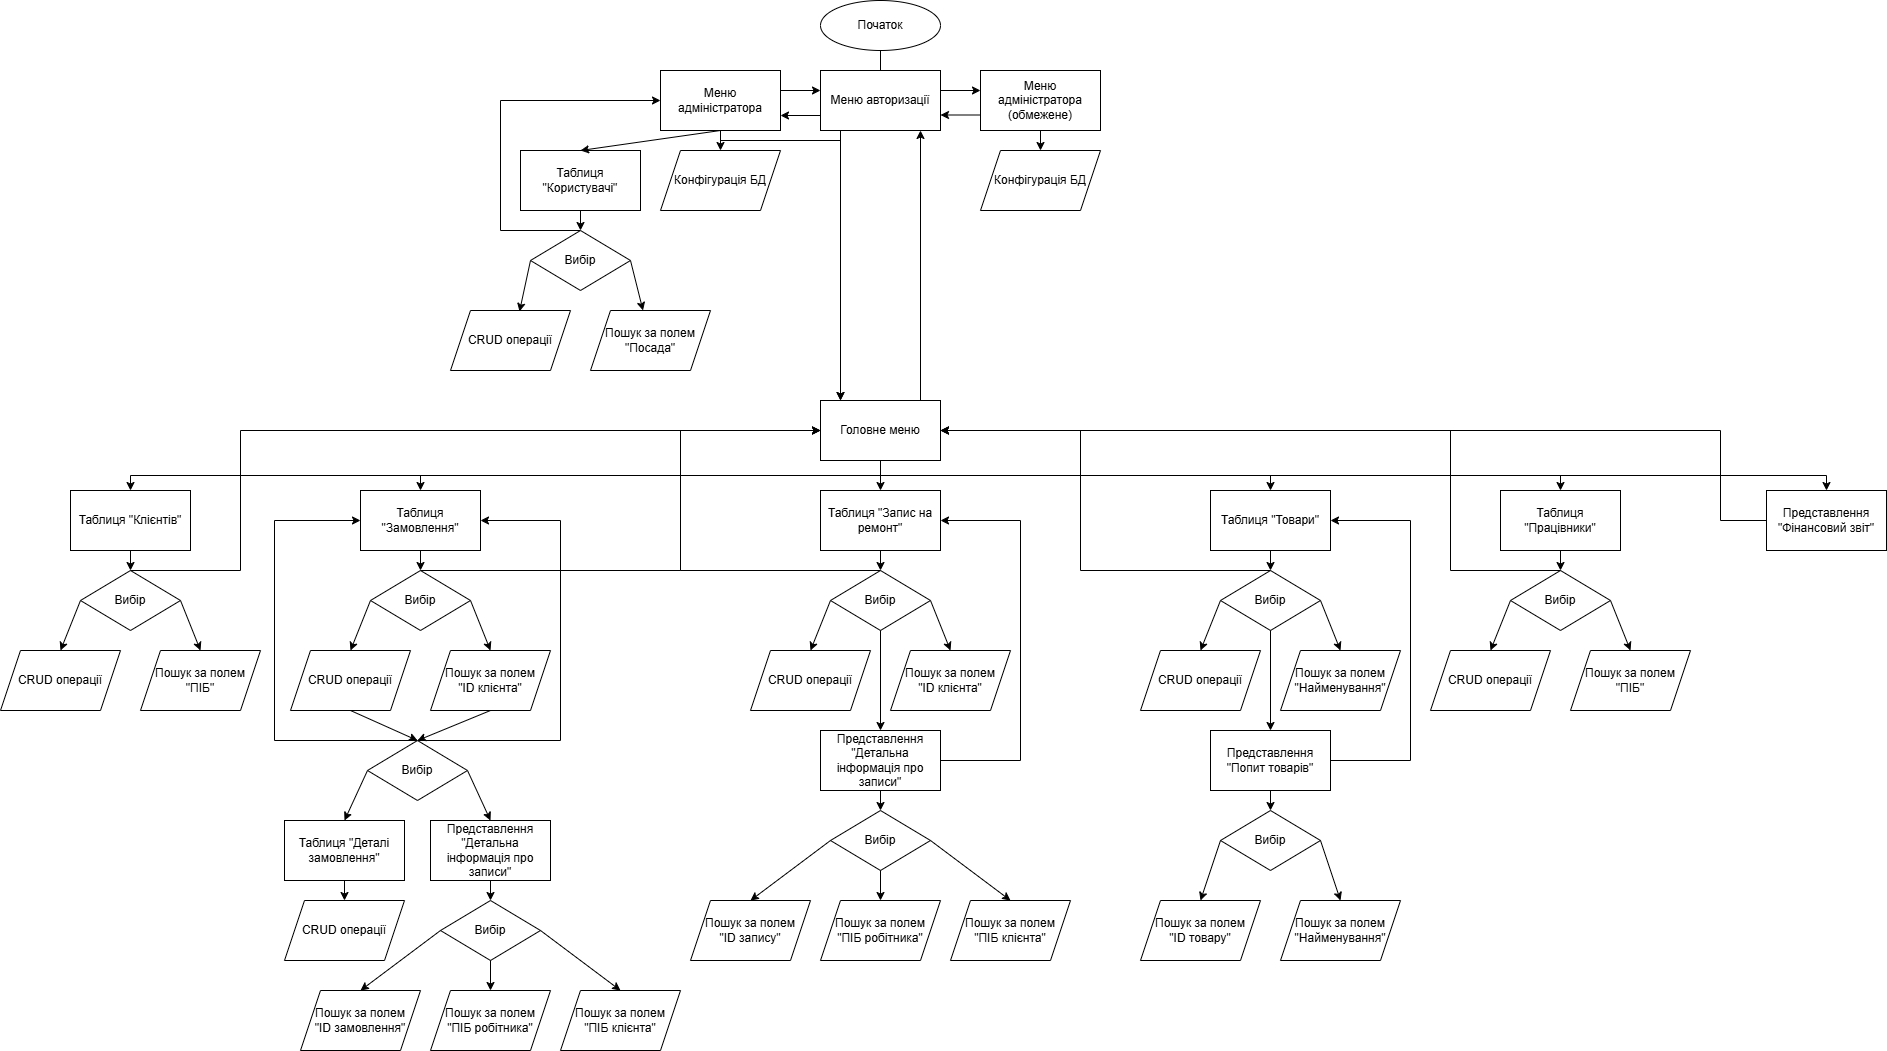 Початок
Меню
адміністратора
Меню авторизації
Меню
адміністратора
(обмежене)
Таблиця
"Користувачі"
Конфігурація БД
Конфігурація БД
Вибір
CRUD операції
Пошук за полем
"Посада"
Головне меню
Таблиця "Клієнтів"
Таблиця
"Замовлення"
Таблиця "Запис на
ремонт"
Таблиця "Товари"
Таблиця
"Працівники"
Представлення
"Фінансовий звіт"
Вибір
Вибір
Вибір
Вибір
Вибір
CRUD операції
Пошук за полем
"ПІБ"
CRUD операції
Пошук за полем
"ID клієнта"
CRUD операції
Пошук за полем
"ID клієнта"
CRUD операції
Пошук за полем
"Найменування"
CRUD операції
Пошук за полем
"ПІБ"
Вибір
Представлення
"Детальна
інформація про
записи"
Представлення
"Попит товарів"
Таблиця "Деталі
замовлення"
Представлення
"Детальна
інформація про
записи"
Вибір
Вибір
CRUD операції
Вибір
Пошук за полем
"ID запису"
Пошук за полем
"ПІБ робітника"
Пошук за полем
"ПІБ клієнта"
Пошук за полем
"ID товару"
Пошук за полем
"Найменування"
Пошук за полем
"ID замовлення"
Пошук за полем
"ПІБ робітника"
Пошук за полем
"ПІБ клієнта"